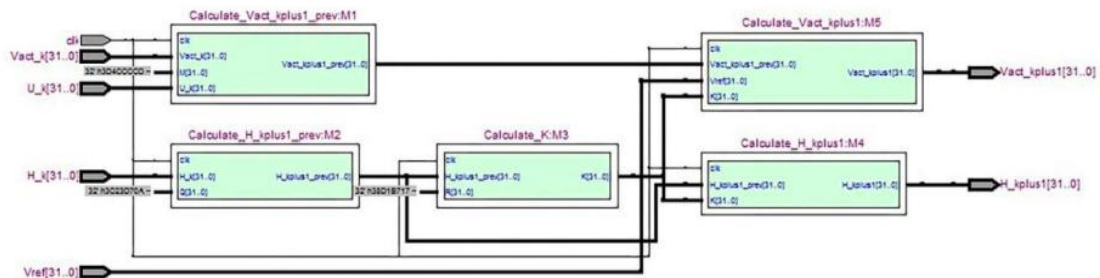 Calculate_Vact_kplus1_prev:M1
Calculate_Vact_kplus1:M5
clk
clk
clk
Vact_k[31..0]
Vact_k[31..0]
Vact_kplus1_prev[31..0]
Vact_kplus1_prev[31..0]
Vact_kplus1[31..0]
Vact_kplus1[31..0]
M[31..0]
Vref[31..0]
U_k[31..0]
U_k[31..0]
K[31..0]
Calculate_H_kplus1_prev:M2
Calculate_K:M3
Calculate_H_kplus1:M4
clk
clk
clk
H_k[31..0]
H_k[31..0]
H_kplus1_prev[31..0]
H_kplus1_prev[31..0]
K[31..0]
H_kplus1_prev[31..0]
H_kplus1[31..0]
H_kplus1[31..0]
Q[31..0]
R[31..0]
K[31..0]
Vref[31..0]